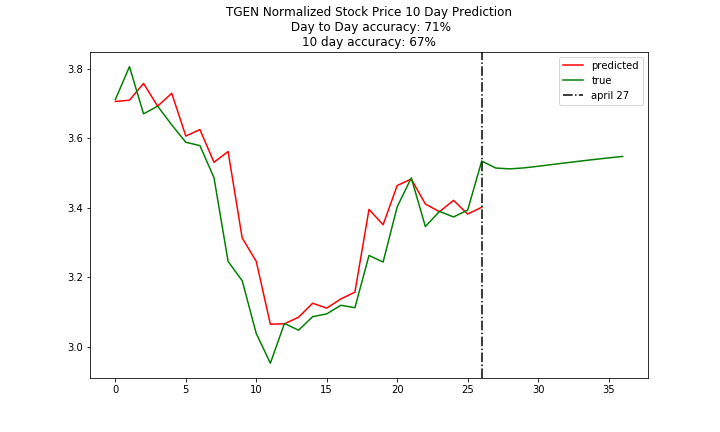 TGEN Normalized Stock Price 10 Day Prediction
Day to Day accuracy: 71%
10 day accuracy: 67%
predicted
true
april 27
3.8
3.6
3.4
3.2
3.0
0 5 10 15 20 25 30 35